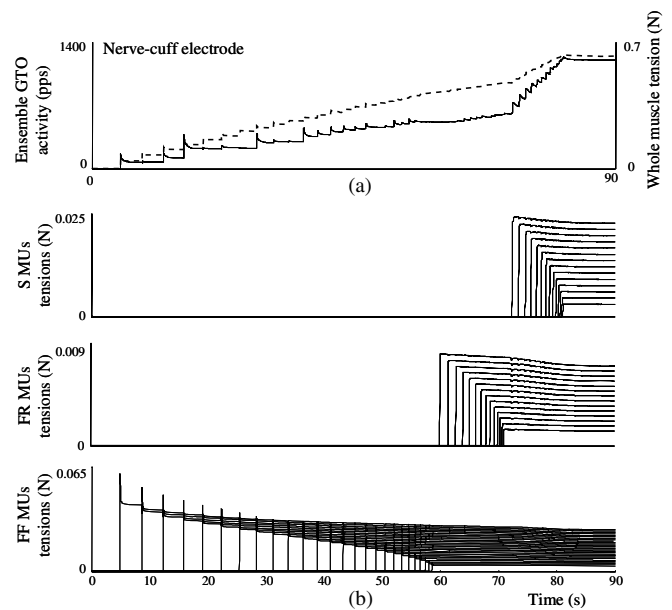 1400
Nerve-cuff electrode
0.7
Ensemble GTO
activity (pps)
Whole muscle tension (N)
0
0
0
90
(a)
0.025
S MUs
tensions (N)
0
0.009
FR MUs
tensions (N)
0
0.065
FF MUs
tensions (N)
0
0 10 20 30 40 50 60 70 80 90
(b)
Time (s)